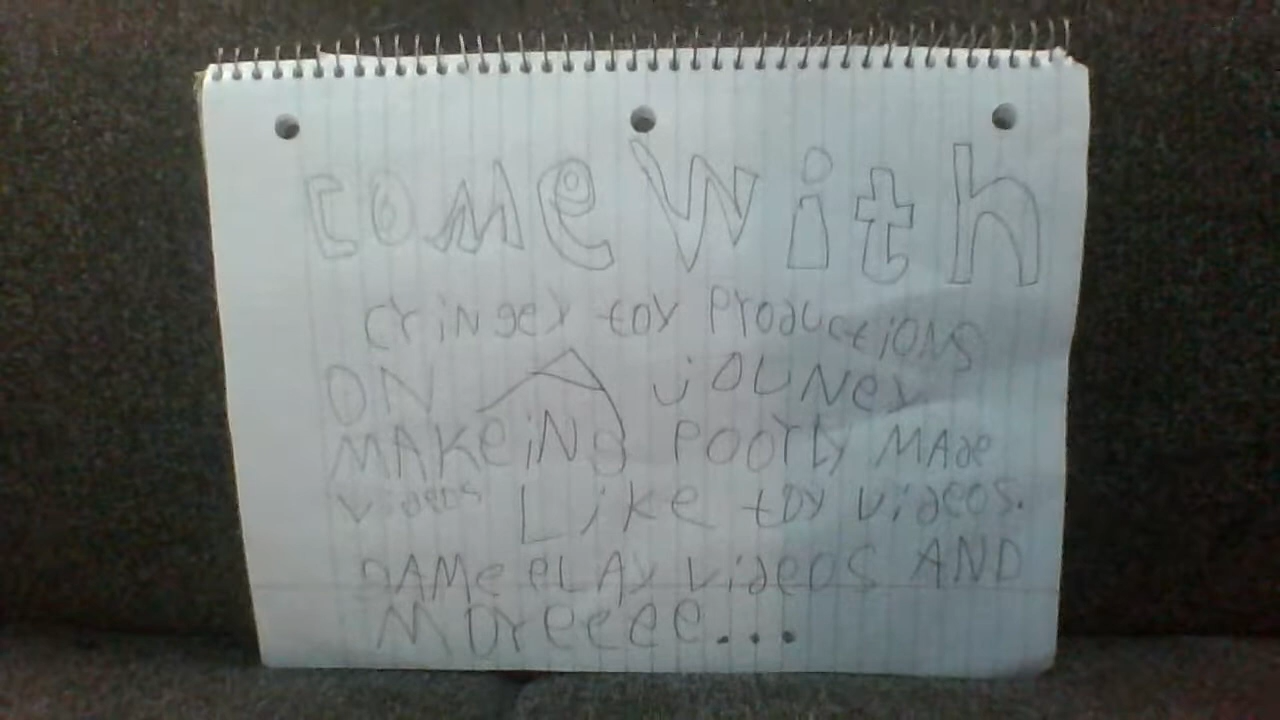 come With
cringey toy Productions
ON A joUNey
MAKeiNg POOrly MAde
videos Like toy videos.
gAMePLAY videos AND
Moreeee...